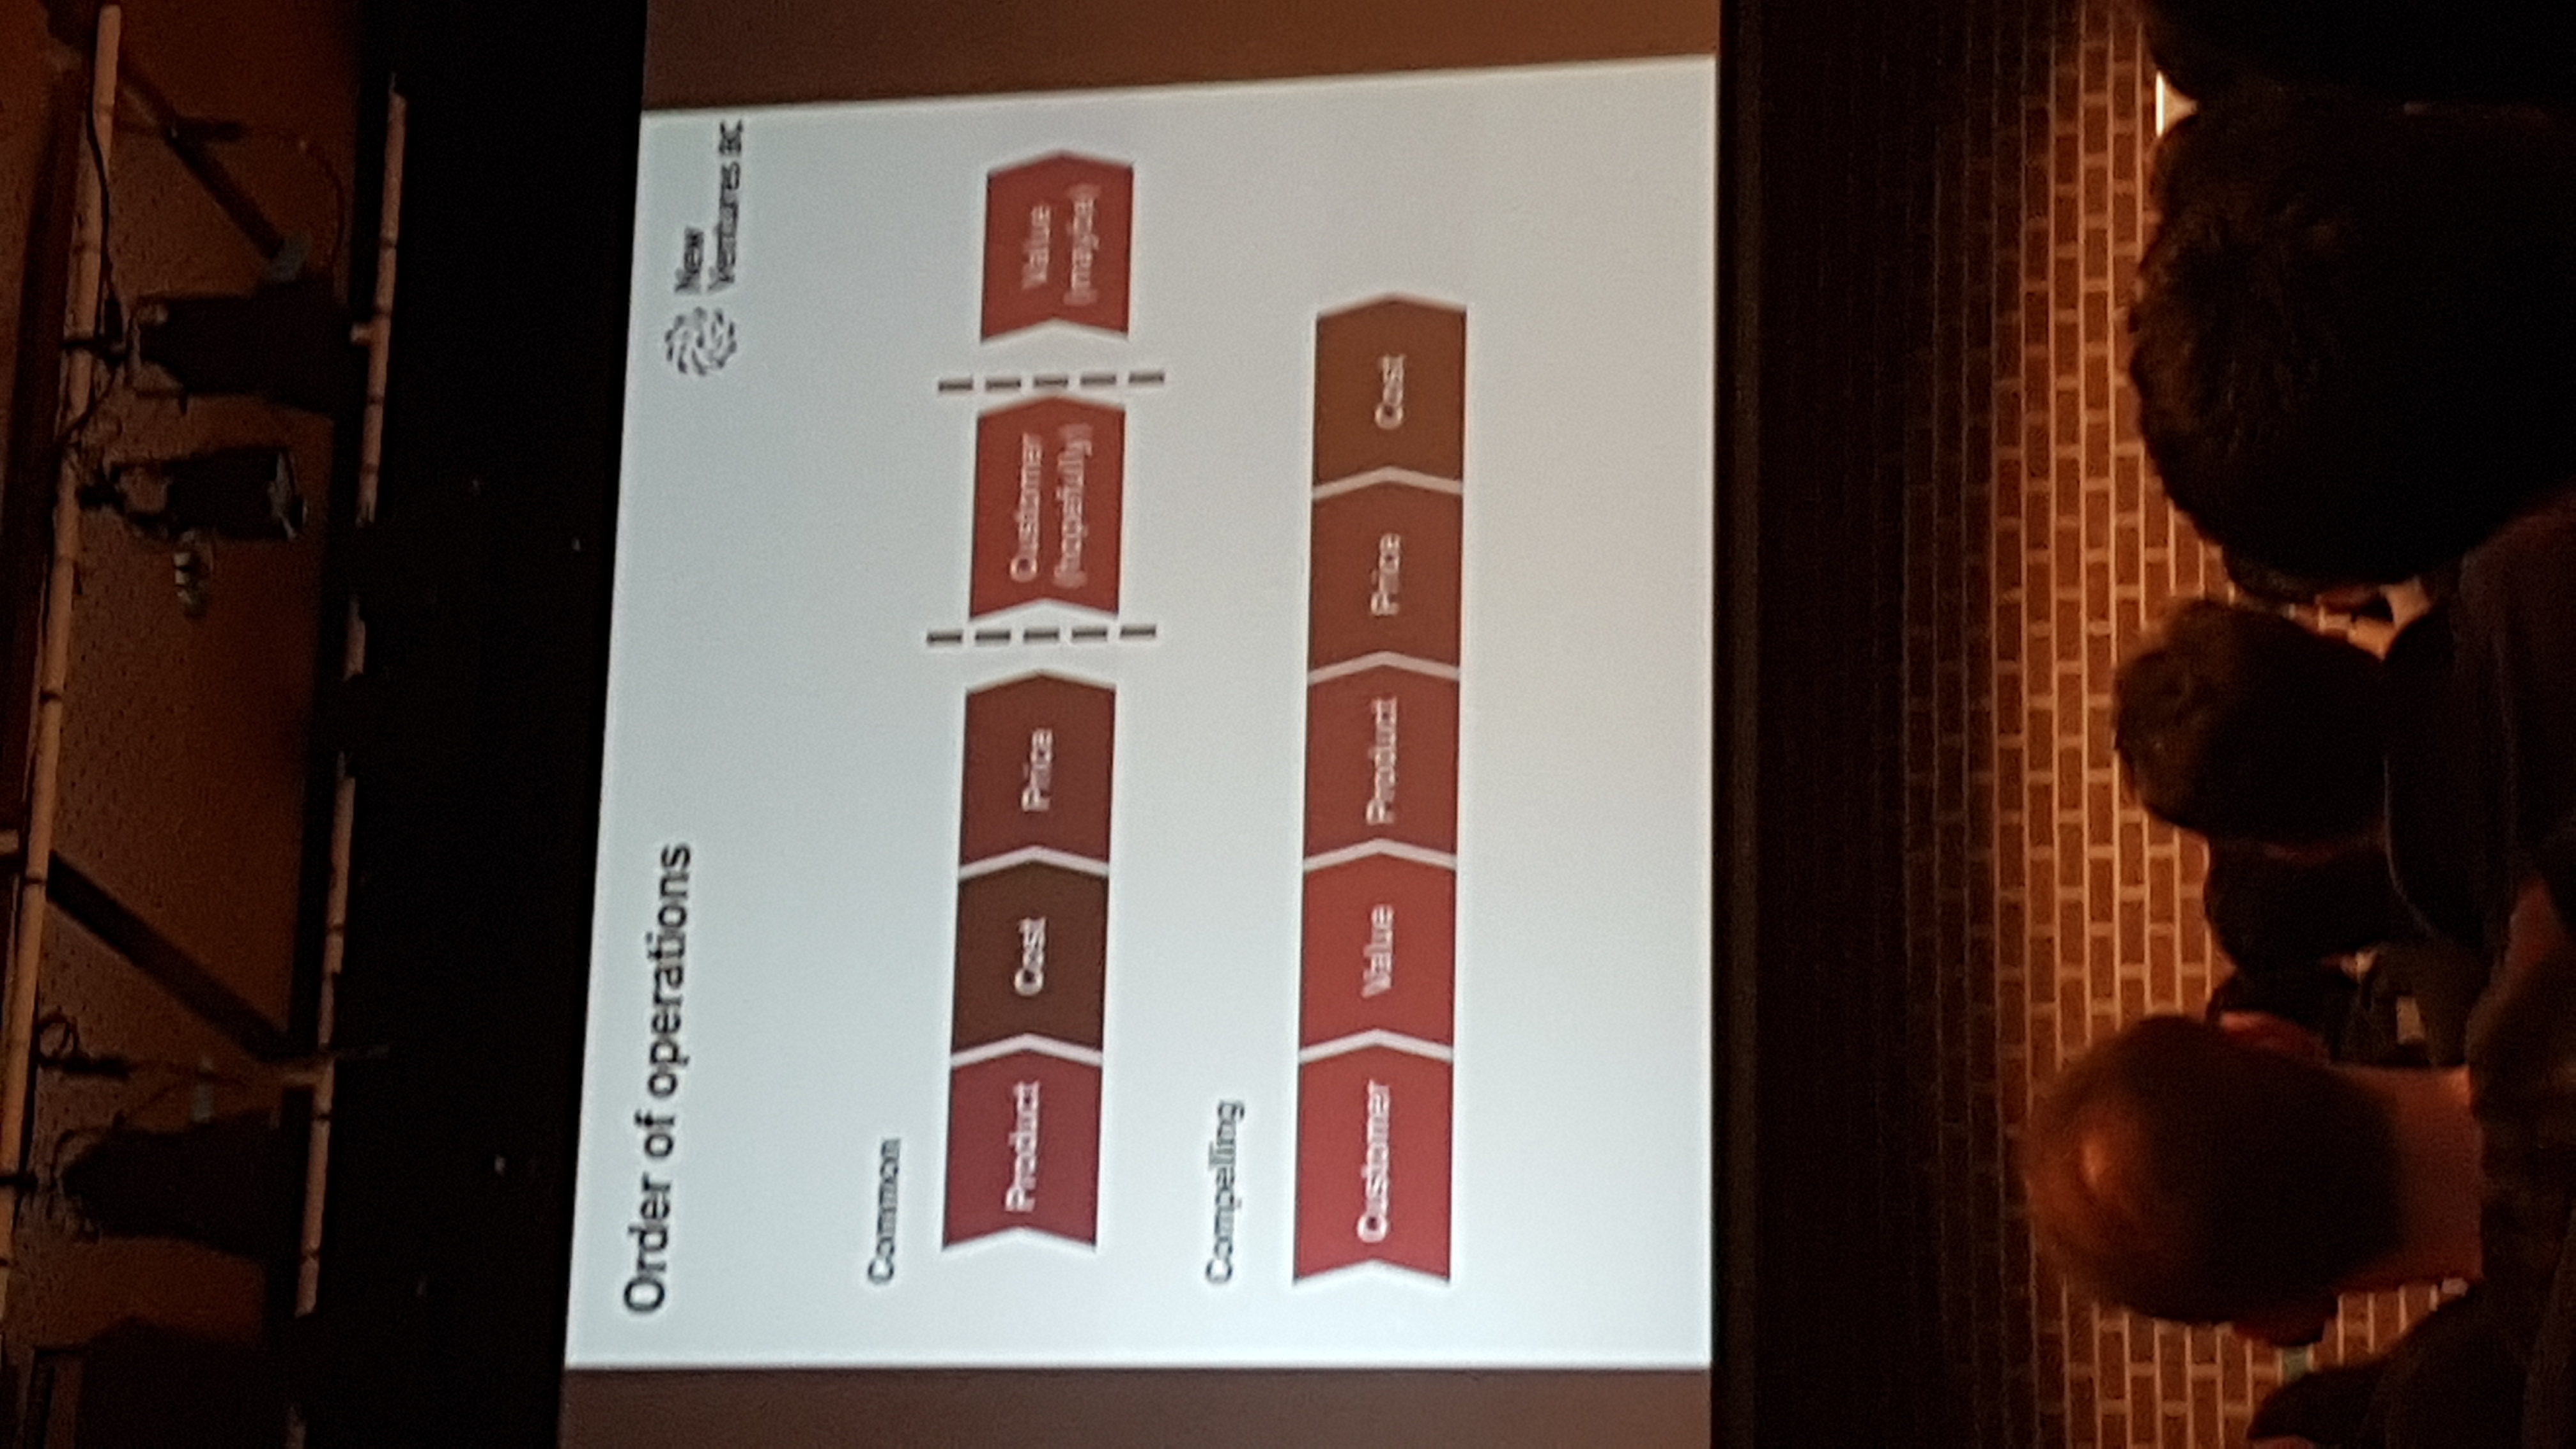 Order of operations
New
Ventures BC
Common
Product
Cost
Price
Customer
(hopefully)
Value
(maybe)
Compelling
Customer
Value
Product
Price
Cost